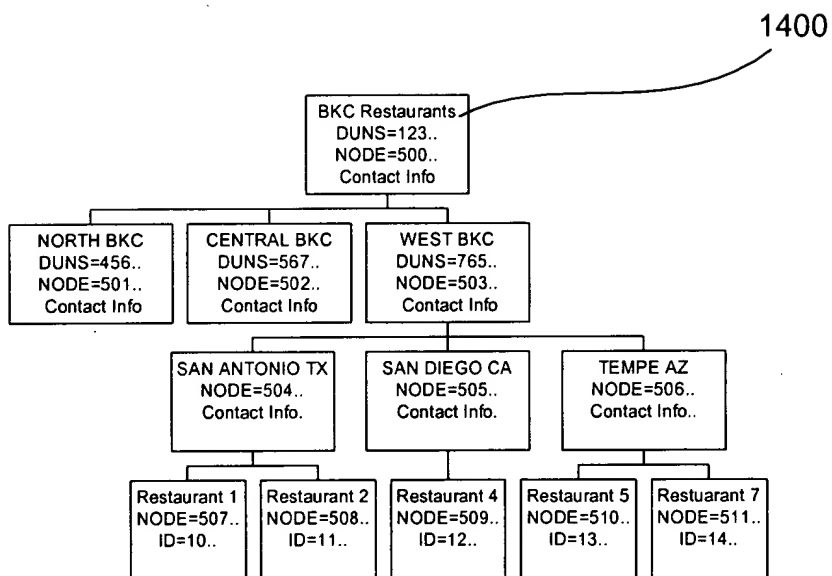 1400
BKC Restaurants
DUNS=123..
NODE=500..
Contact Info
NORTH BKC
DUNS=456..
NODE=501..
Contact Info
CENTRAL BKC
DUNS=567..
NODE=502..
Contact Info
WEST BKC
DUNS=765..
NODE=503..
Contact Info
SAN ANTONIO TX
NODE=504..
Contact Info.
SAN DIEGO CA
NODE=505..
Contact Info.
TEMPE AZ
NODE=506..
Contact Info..
Restaurant 1
NODE=507..
ID=10..
Restaurant 2
NODE=508..
ID=11..
Restaurant 4
NODE=509..
ID=12..
Restaurant 5
NODE=510..
ID=13..
Restuarant 7
NODE=511..
ID=14..